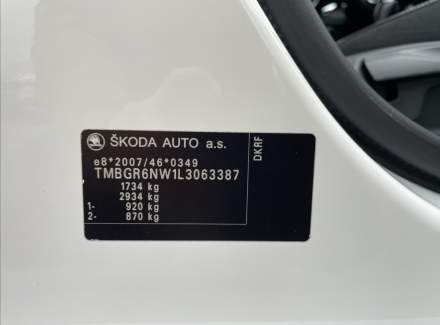 ŠKODA AUTO a.s.
e8*2007/46*0349
TMBGR6NW1L3063387
1734 kg
2934 kg
1- 920 kg
2- 870 kg
DKRF